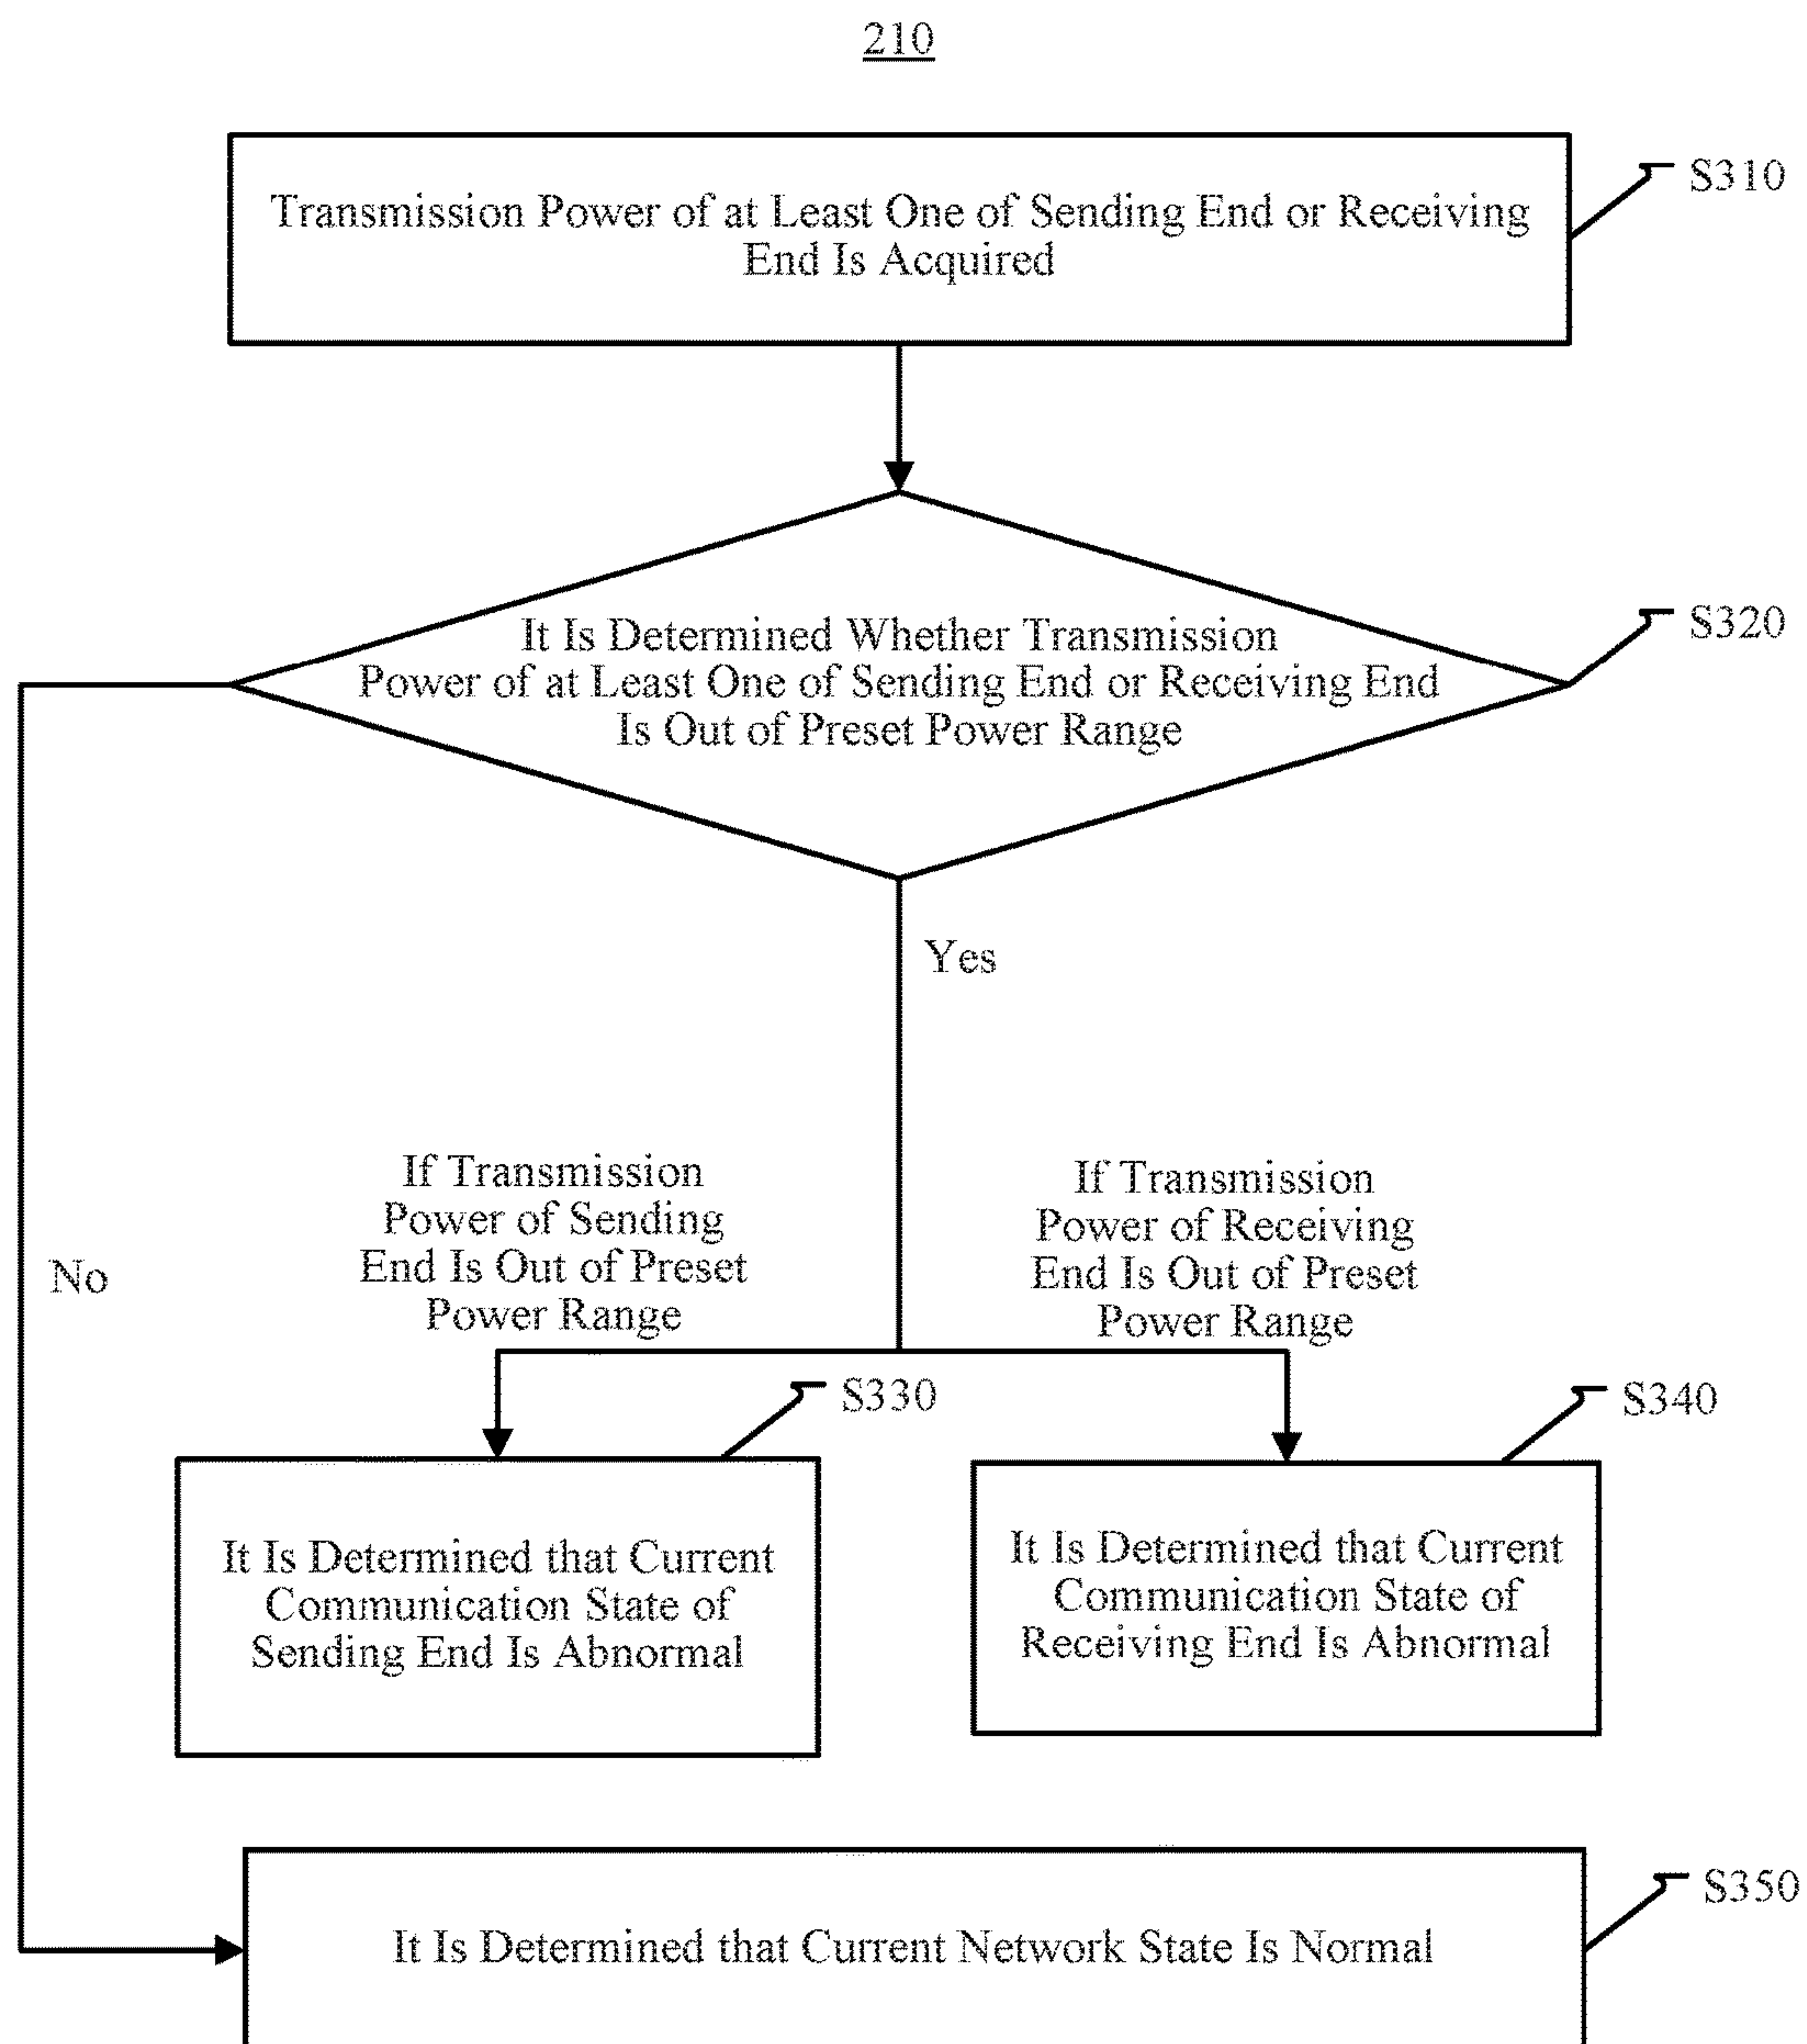 210
Transmission Power of at Least One of Sending End or Receiving
End Is Acquired
S310
It Is Determined Whether Transmission
Power of at Least One of Sending End or Receiving End
Is Out of Preset Power Range
S320
Yes
No
If Transmission
Power of Sending
End Is Out of Preset
Power Range
If Transmission
Power of Receiving
End Is Out of Preset
Power Range
S330
It Is Determined that Current
Communication State of
Sending End Is Abnormal
S340
It Is Determined that Current
Communication State of
Receiving End Is Abnormal
S350
It Is Determined that Current Network State Is Normal